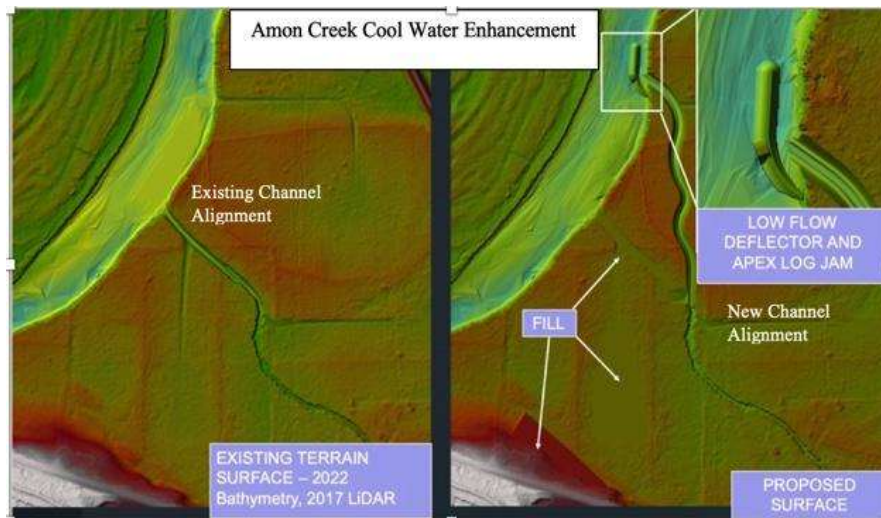 Amon Creek Cool Water Enhancement
Existing Channel
Alignment
EXISTING TERRAIN
SURFACE – 2022
Bathymetry, 2017 LiDAR
LOW FLOW
DEFLECTOR AND
APEX LOG JAM
New Channel
Alignment
FILL
PROPOSED
SURFACE